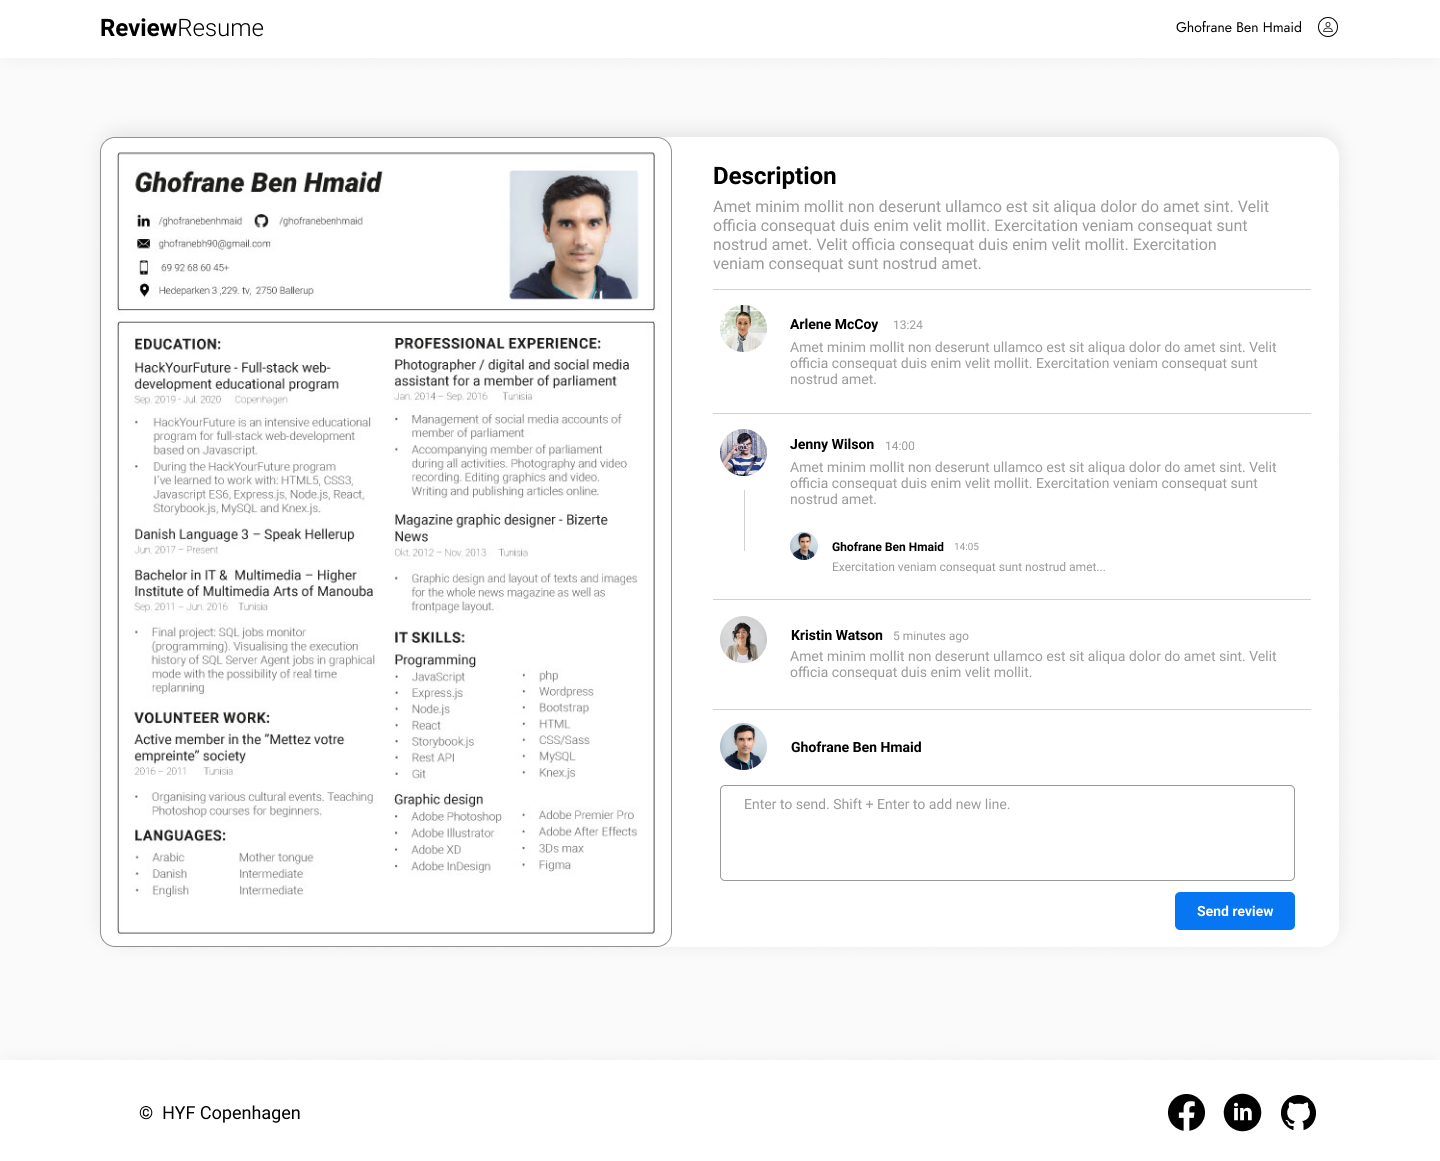 ReviewResume
Ghofrane Ben Hmaid
Ghofrane Ben Hmaid
/ghofranebenhmaid /ghofranebenhmaid
ghofranebh90@gmail.com
69 92 68 60 45+
Hedeparken 3 ,229. tv, 2750 Ballerup
EDUCATION:
HackYourFuture - Full-stack web-
development educational program
Sep. 2019 - Jul. 2020 Copenhagen
• HackYourFuture is an intensive educational
program for full-stack web-development
based on Javascript.
• During the HackYourFuture program
I´ve learned to work with: HTML5, CSS3,
Javascript ES6, Express.js, Node.js, React,
Storybook.js, MySQL and Knex.js.
Danish Language 3 – Speak Hellerup
Jun. 2017 – Present
Bachelor in IT & Multimedia – Higher
Institute of Multimedia Arts of Manouba
Sep. 2011 – Jun. 2016 Tunisia
• Final project: SQL jobs monitor
(programming). Visualising the execution
history of SQL Server Agent jobs in graphical
mode with the possibility of real time
replanning
VOLUNTEER WORK:
Active member in the ”Mettez votre
empreinte” society
2016 – 2011 Tunisia
• Organising various cultural events. Teaching
Photoshop courses for beginners.
LANGUAGES:
• Arabic Mother tongue
• Danish Intermediate
• English Intermediate
PROFESSIONAL EXPERIENCE:
Photographer / digital and social media
assistant for a member of parliament
Jan. 2014 – Sep. 2016 Tunisia
• Management of social media accounts of
member of parliament
• Accompanying member of parliament
during all activities. Photography and video
recording. Editing graphics and video.
Writing and publishing articles online.
Magazine graphic designer - Bizerte
News
Okt. 2012 – Nov. 2013 Tunisia
• Graphic design and layout of texts and images
for the whole news magazine as well as
frontpage layout.
IT SKILLS:
Programming
• JavaScript • php
• Express.js • Wordpress
• Node.js • Bootstrap
• React • HTML
• Storybook.js • CSS/Sass
• Rest API • MySQL
• Git • Knex.js
Graphic design
• Adobe Photoshop • Adobe Premier Pro
• Adobe Illustrator • Adobe After Effects
• Adobe XD • 3Ds max
• Adobe InDesign • Figma
Description
Amet minim mollit non deserunt ullamco est sit aliqua dolor do amet sint. Velit
officia consequat duis enim velit mollit. Exercitation veniam consequat sunt
nostrud amet. Velit officia consequat duis enim velit mollit. Exercitation
veniam consequat sunt nostrud amet.
Arlene McCoy 13:24
Amet minim mollit non deserunt ullamco est sit aliqua dolor do amet sint. Velit
officia consequat duis enim velit mollit. Exercitation veniam consequat sunt
nostrud amet.
Jenny Wilson 14:00
Amet minim mollit non deserunt ullamco est sit aliqua dolor do amet sint. Velit
officia consequat duis enim velit mollit. Exercitation veniam consequat sunt
nostrud amet.
Ghofrane Ben Hmaid 14:05
Exercitation veniam consequat sunt nostrud amet...
Kristin Watson 5 minutes ago
Amet minim mollit non deserunt ullamco est sit aliqua dolor do amet sint. Velit
officia consequat duis enim velit mollit.
Ghofrane Ben Hmaid
Enter to send. Shift + Enter to add new line.
Send review
© HYF Copenhagen